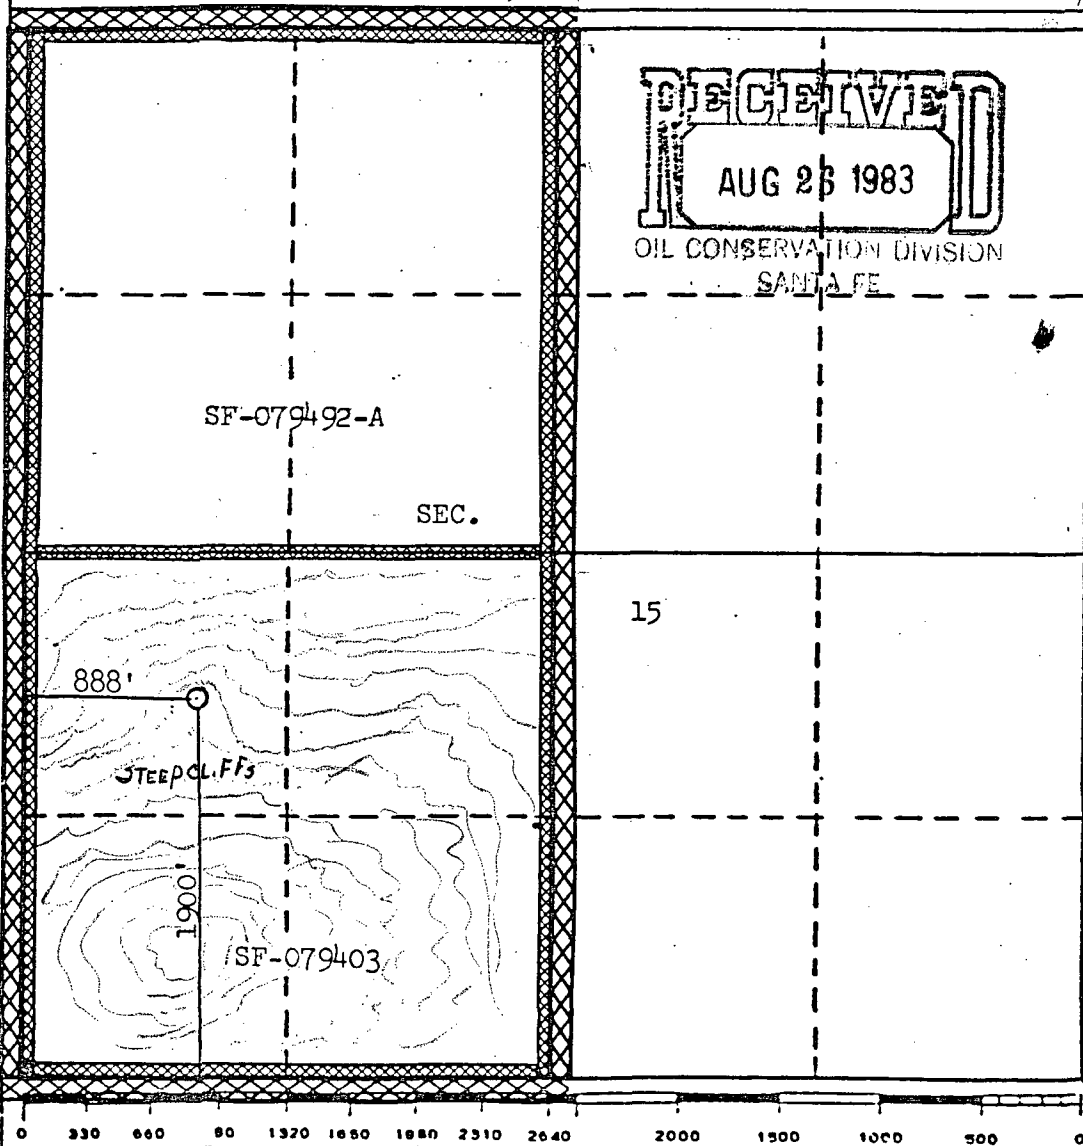 RECEIVED
AUG 26 1983
OIL CONSERVATION DIVISION
SANTA FE
SF-079492-A
SEC.
15
888'
STEEP CLIFFS
1900'
SF-079403
0 330 660 90 1320 1650 1980 2310 2640 2000 1500 1000 500 0